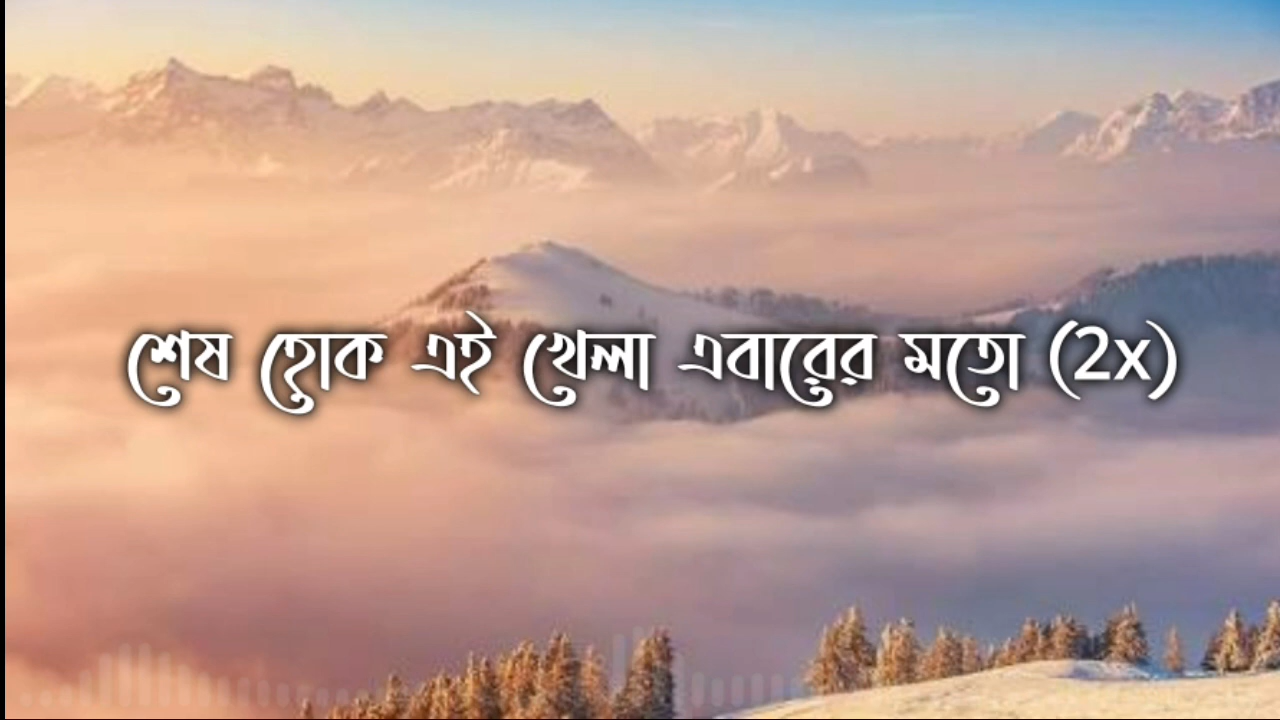 শেষ হোক এই খেলা এবারের মতো (2x)